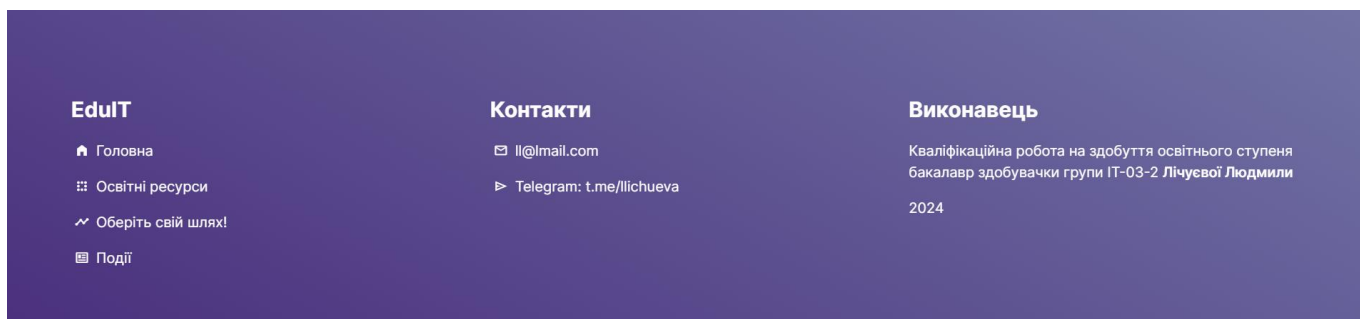 EduIT
Головна
Освітні ресурси
Оберіть свій шлях!
Події
Контакти
ll@lmail.com
Telegram: t.me/llichueva
Виконавець
Кваліфікаційна робота на здобуття освітнього ступеня
бакалавр здобувачки групи ІТ-03-2 Лічуєвої Людмили
2024